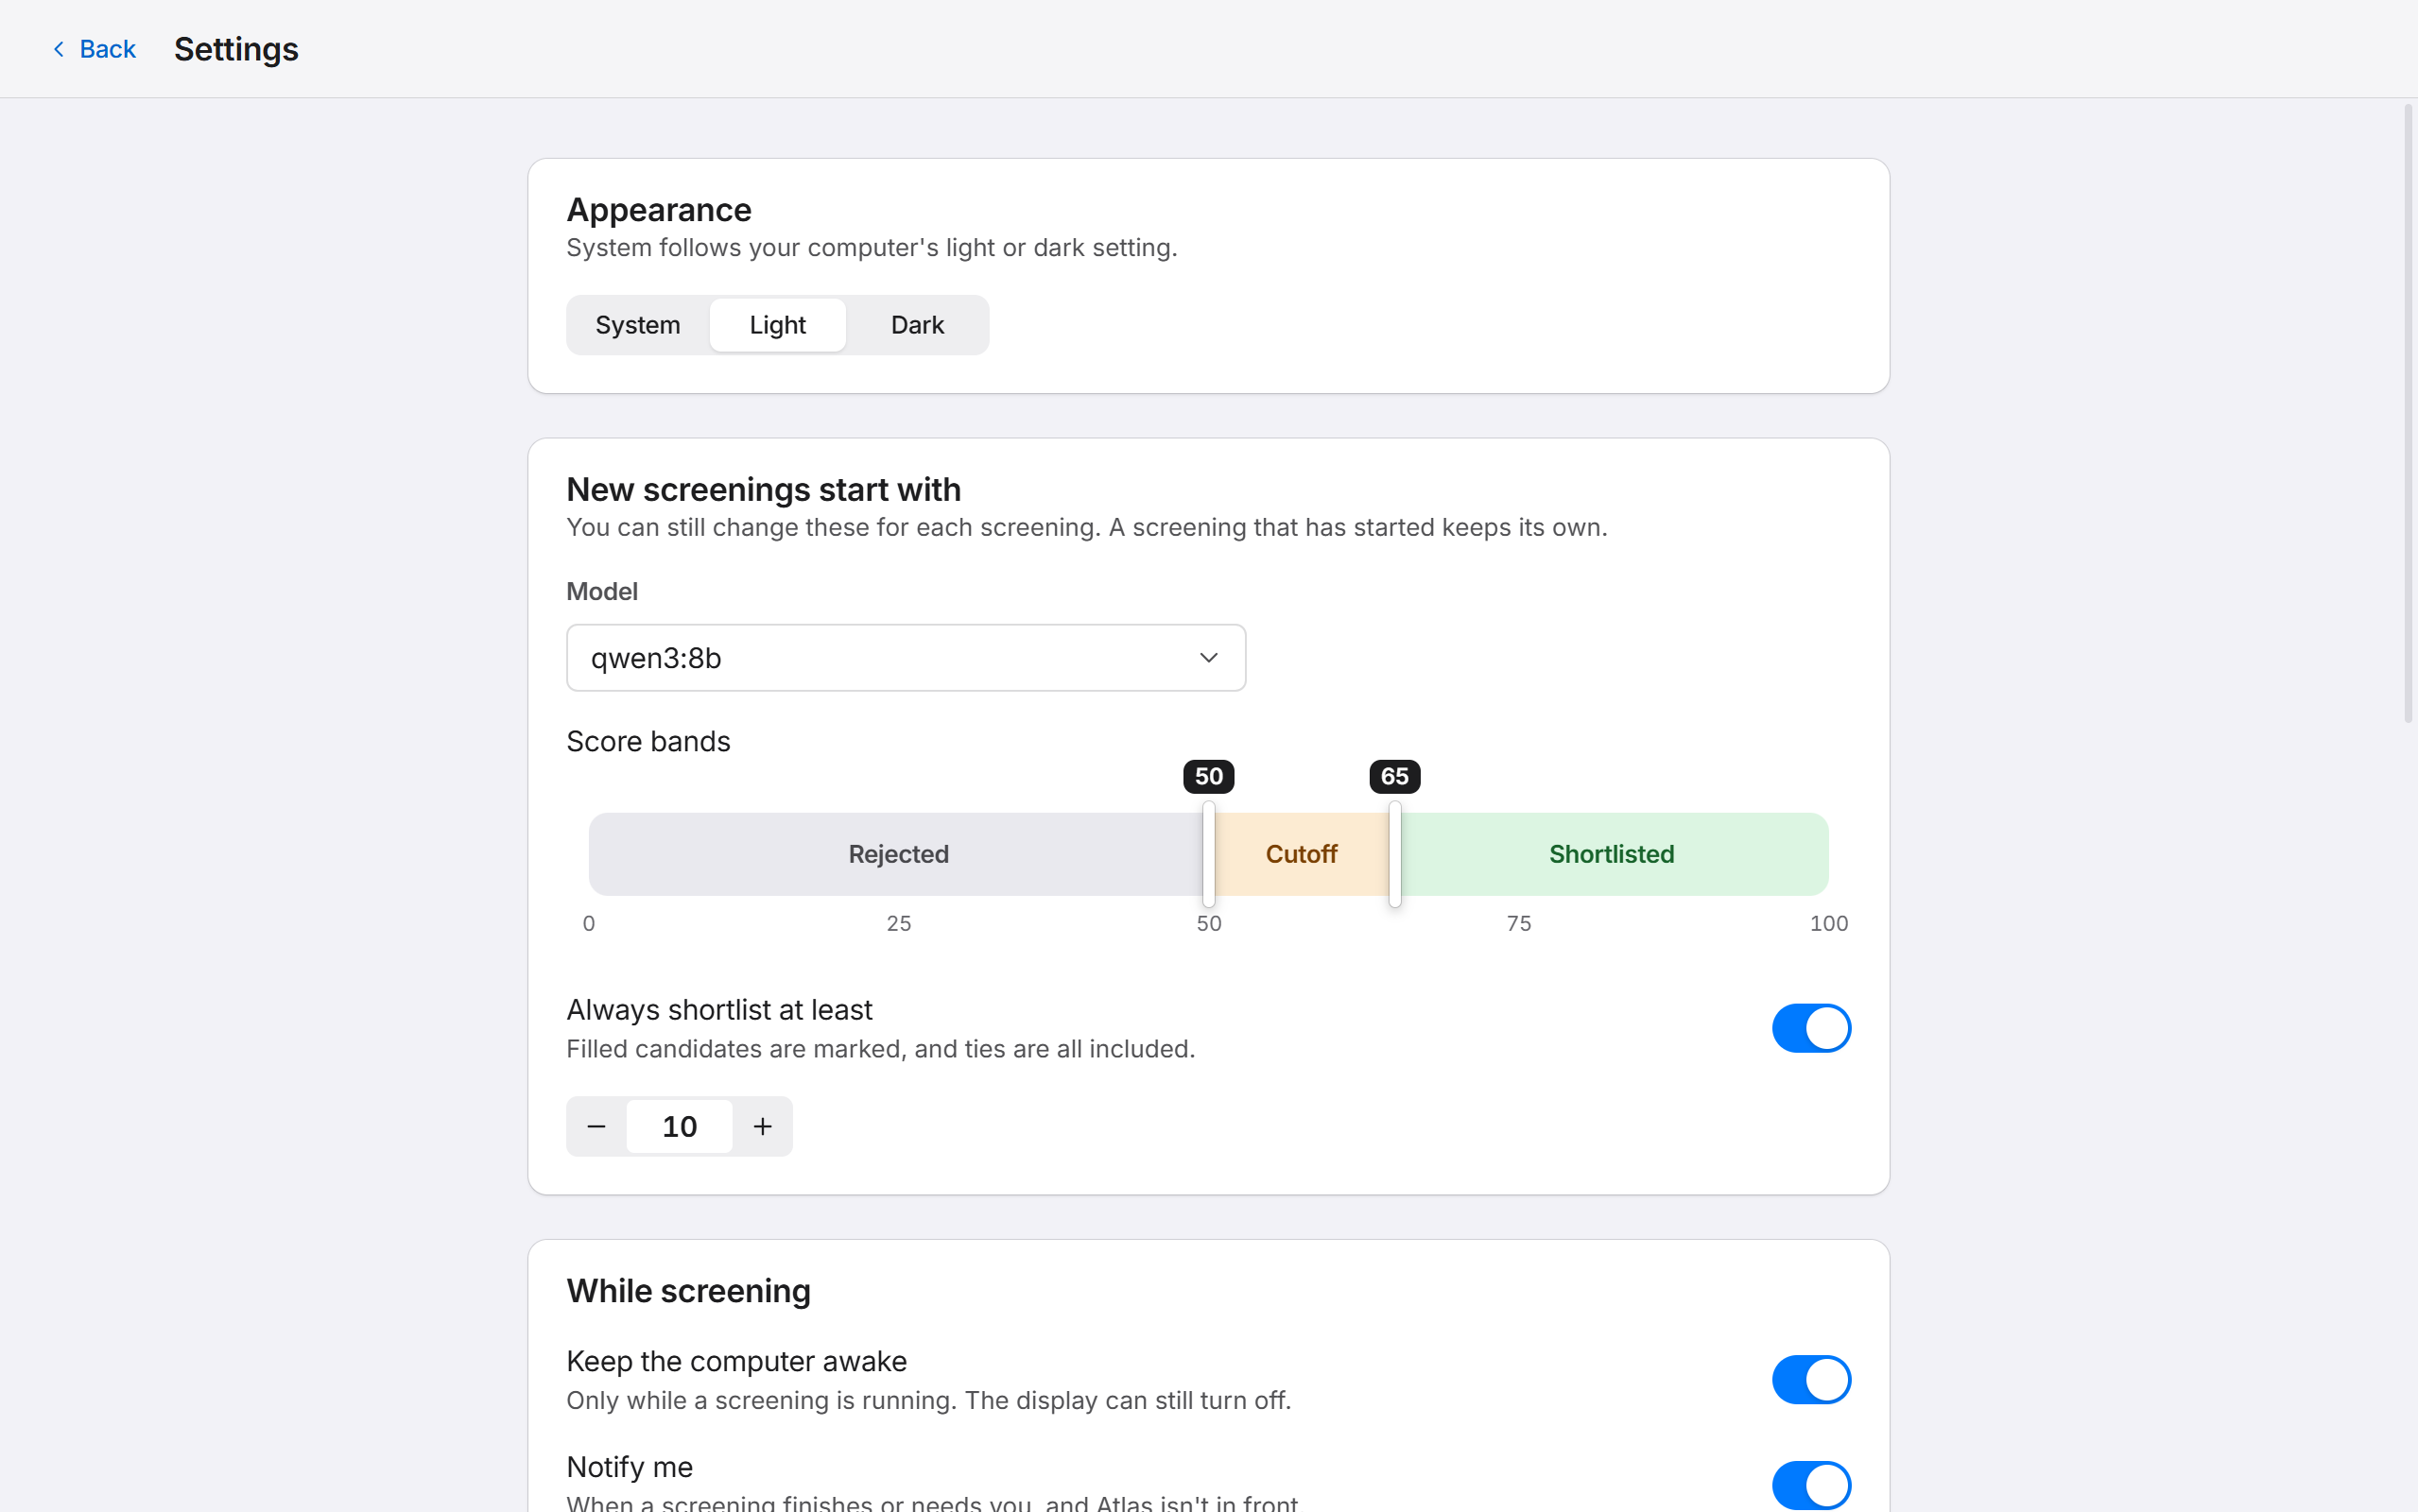 Back Settings
Appearance
System follows your computer's light or dark setting.
System Light Dark
New screenings start with
You can still change these for each screening. A screening that has started keeps its own.
Model
qwen3:8b
Score bands
50 65
Rejected Cutoff Shortlisted
0 25 50 75 100
Always shortlist at least
Filled candidates are marked, and ties are all included.
− 10 +
While screening
Keep the computer awake
Only while a screening is running. The display can still turn off.
Notify me
When a screening finishes or needs you, and Atlas isn't in front.